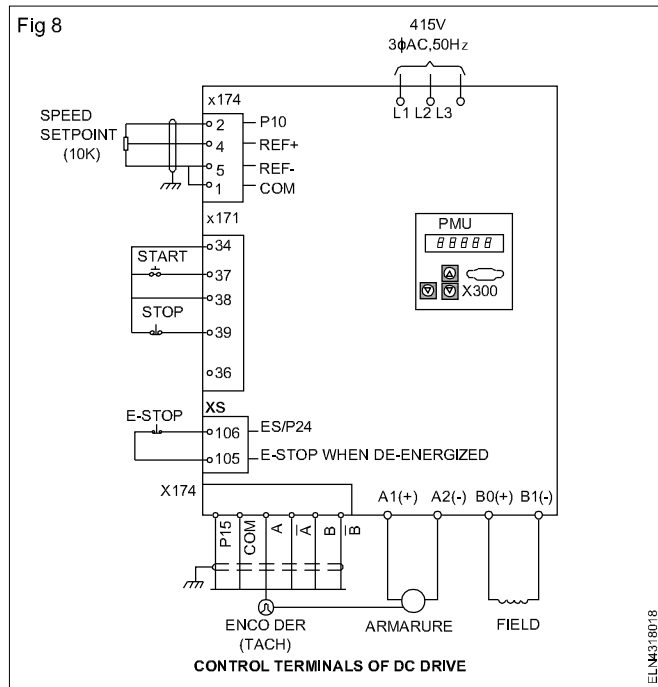 Fig 8
415V
3ϕAC,50Hz
L1 L2 L3
x174
SPEED
SETPOINT
(10K)
2 P10
4 REF+
5 REF-
1 COM
x171
34
START
37
38
STOP
39
36
PMU
88888
X300
XS
E-STOP
106 ES/P24
105 E-STOP WHEN DE-ENERGIZED
X174
A1(+) A2(-) B0(+) B1(-)
P15 COM A A̅ B B̅
ENCO DER
(TACH)
ARMARURE
FIELD
CONTROL TERMINALS OF DC DRIVE
ELN4318018